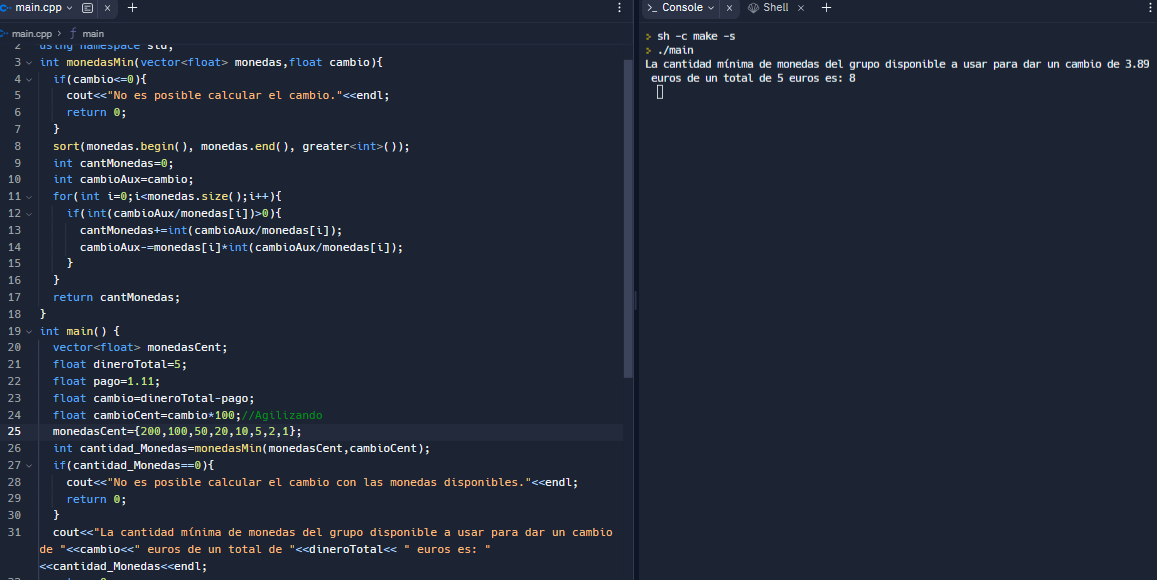 main.cpp
Console
Shell
main.cpp > ƒ main
2 using namespace std;
3 int monedasMin(vector<float> monedas,float cambio){
4 if(cambio<=0){
5 cout<<"No es posible calcular el cambio."<<endl;
6 return 0;
7 }
8 sort(monedas.begin(), monedas.end(), greater<int>());
9 int cantMonedas=0;
10 int cambioAux=cambio;
11 for(int i=0;i<monedas.size();i++){
12 if(int(cambioAux/monedas[i])>0){
13 cantMonedas+=int(cambioAux/monedas[i]);
14 cambioAux-=monedas[i]*int(cambioAux/monedas[i]);
15 }
16 }
17 return cantMonedas;
18 }
19 int main() {
20 vector<float> monedasCent;
21 float dineroTotal=5;
22 float pago=1.11;
23 float cambio=dineroTotal-pago;
24 float cambioCent=cambio*100;//Agilizando
25 monedasCent={200,100,50,20,10,5,2,1};
26 int cantidad_Monedas=monedasMin(monedasCent,cambioCent);
27 if(cantidad_Monedas==0){
28 cout<<"No es posible calcular el cambio con las monedas disponibles."<<endl;
29 return 0;
30 }
31 cout<<"La cantidad mínima de monedas del grupo disponible a usar para dar un cambio
de "<<cambio<<" euros de un total de "<<dineroTotal<< " euros es: "
<<cantidad_Monedas<<endl;
> sh -c make -s
> ./main
La cantidad mínima de monedas del grupo disponible a usar para dar un cambio de 3.89
euros de un total de 5 euros es: 8